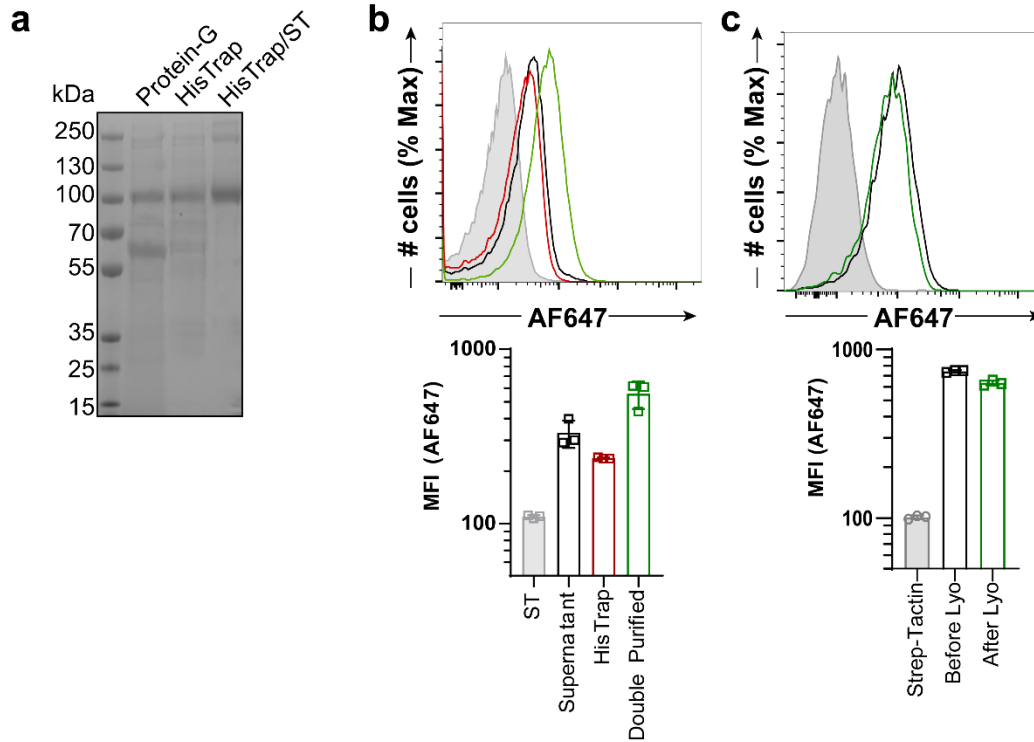 a
Protein-G
HisTrap
HisTrap/ST
kDa
250
130
100
70
55
35
25
15
b
# cells (% Max)
AF647
MFI (AF647)
1000
100
ST
Supernatant
HisTrap
Double Purified
c
# cells (% Max)
AF647
MFI (AF647)
1000
100
Strep-Tactin
Before Lyo
After Lyo